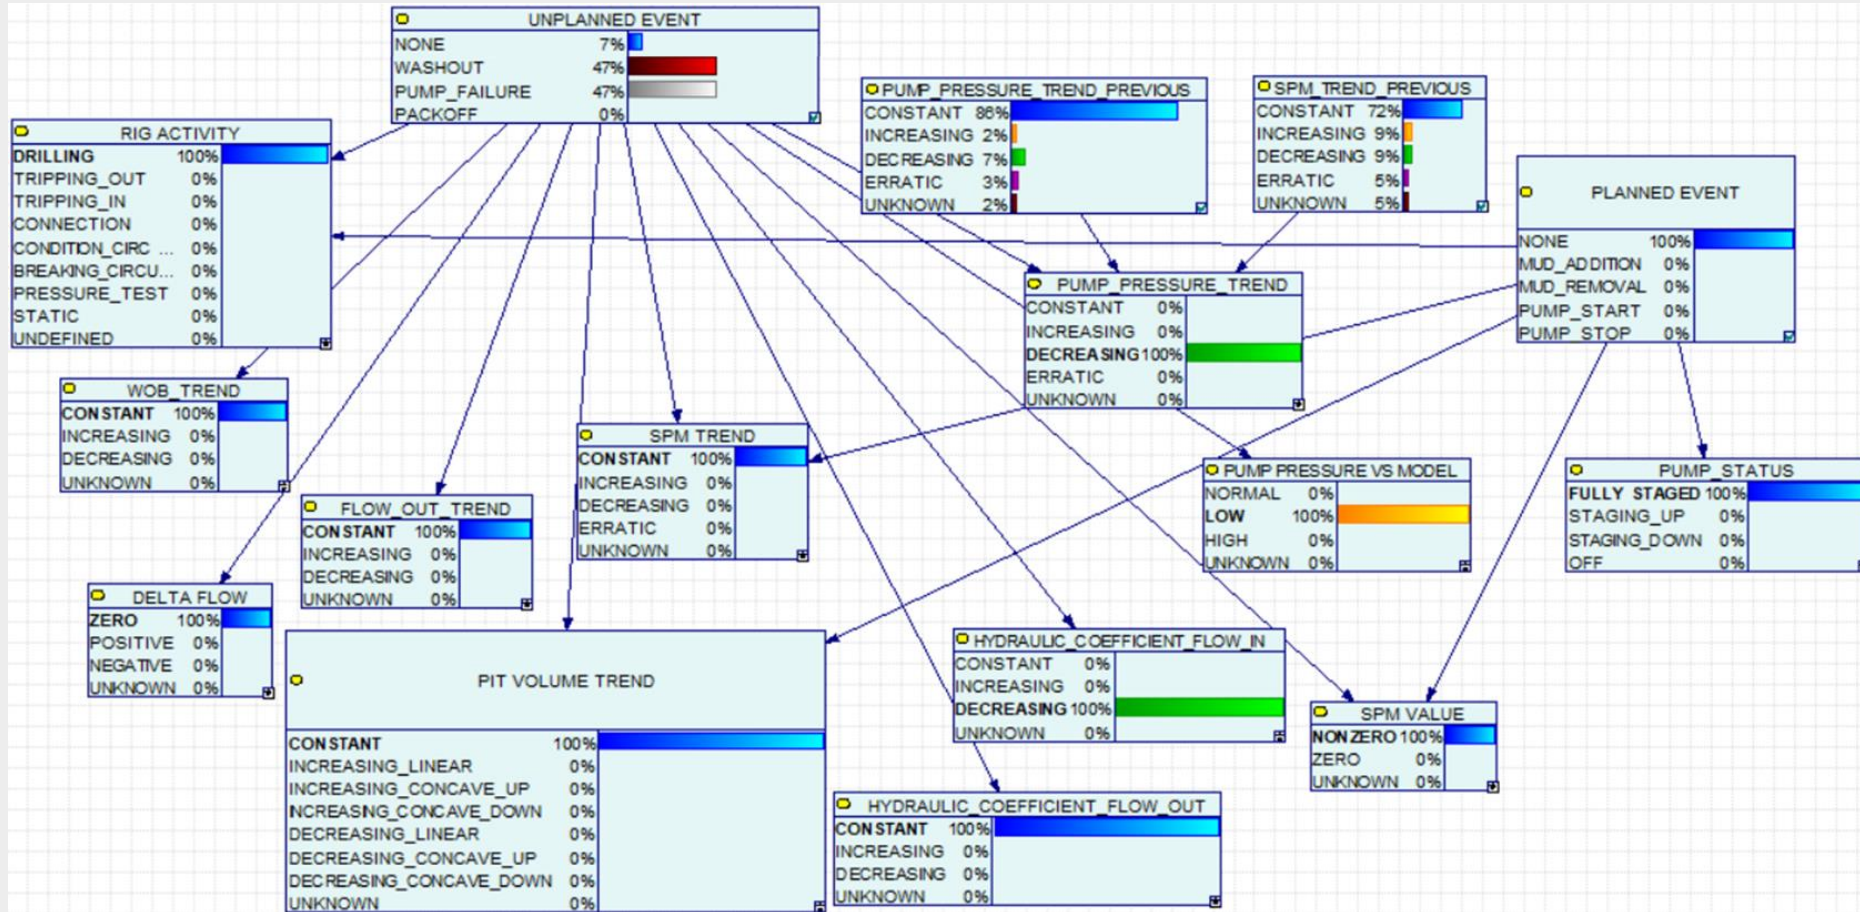 UNPLANNED EVENT
NONE 7%
WASHOUT 47%
PUMP_FAILURE 47%
PACKOFF 0%
PUMP_PRESSURE_TREND_PREVIOUS
CONSTANT 86%
INCREASING 2%
DECREASING 7%
ERRATIC 3%
UNKNOWN 2%
SPM_TREND_PREVIOUS
CONSTANT 72%
INCREASING 9%
DECREASING 9%
ERRATIC 5%
UNKNOWN 5%
RIG ACTIVITY
DRILLING 100%
TRIPPING_OUT 0%
TRIPPING_IN 0%
CONNECTION 0%
CONDITION_CIRC ... 0%
BREAKING_CIRCU... 0%
PRESSURE_TEST 0%
STATIC 0%
UNDEFINED 0%
PLANNED EVENT
NONE 100%
MUD_ADDITION 0%
MUD_REMOVAL 0%
PUMP_START 0%
PUMP_STOP 0%
PUMP_PRESSURE_TREND
CONSTANT 0%
INCREASING 0%
DECREASING 100%
ERRATIC 0%
UNKNOWN 0%
WOB_TREND
CONSTANT 100%
INCREASING 0%
DECREASING 0%
UNKNOWN 0%
SPM TREND
CONSTANT 100%
INCREASING 0%
DECREASING 0%
ERRATIC 0%
UNKNOWN 0%
PUMP PRESSURE VS MODEL
NORMAL 0%
LOW 100%
HIGH 0%
UNKNOWN 0%
PUMP_STATUS
FULLY STAGED 100%
STAGING_UP 0%
STAGING_DOWN 0%
OFF 0%
FLOW_OUT_TREND
CONSTANT 100%
INCREASING 0%
DECREASING 0%
UNKNOWN 0%
DELTA FLOW
ZERO 100%
POSITIVE 0%
NEGATIVE 0%
UNKNOWN 0%
PIT VOLUME TREND
CONSTANT 100%
INCREASING_LINEAR 0%
INCREASING_CONCAVE_UP 0%
INCREASING_CONCAVE_DOWN 0%
DECREASING_LINEAR 0%
DECREASING_CONCAVE_UP 0%
DECREASING_CONCAVE_DOWN 0%
UNKNOWN 0%
HYDRAULIC_COEFFICIENT_FLOW_IN
CONSTANT 0%
INCREASING 0%
DECREASING 100%
UNKNOWN 0%
SPM VALUE
NONZERO 100%
ZERO 0%
UNKNOWN 0%
HYDRAULIC_COEFFICIENT_FLOW_OUT
CONSTANT 100%
INCREASING 0%
DECREASING 0%
UNKNOWN 0%